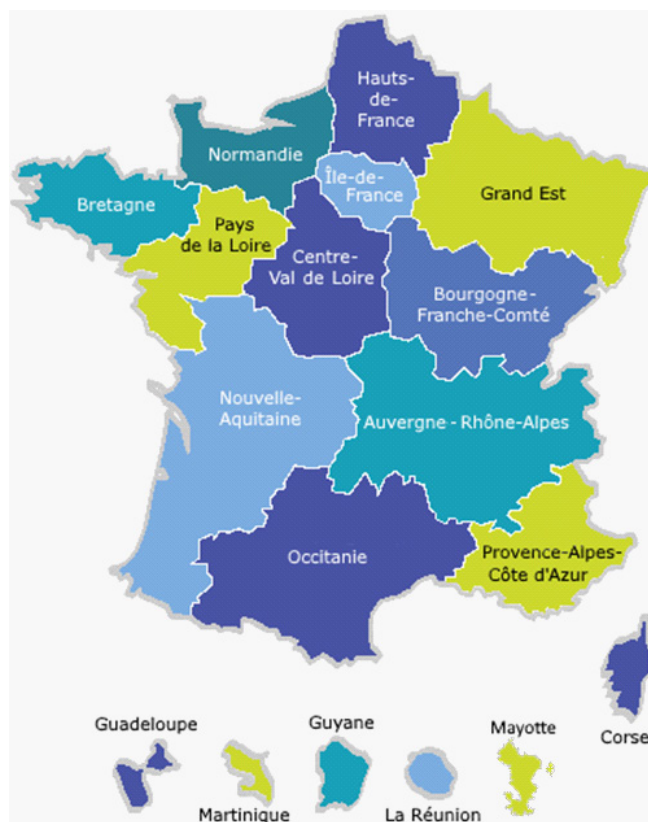 Hauts-
de-
France
Normandie
Île-de-
France
Grand Est
Bretagne
Pays
de la Loire
Centre-
Val de Loire
Bourgogne-
Franche-Comté
Nouvelle-
Aquitaine
Auvergne - Rhône-Alpes
Occitanie
Provence-Alpes-
Côte d'Azur
Corse
Guadeloupe
Martinique
Guyane
La Réunion
Mayotte